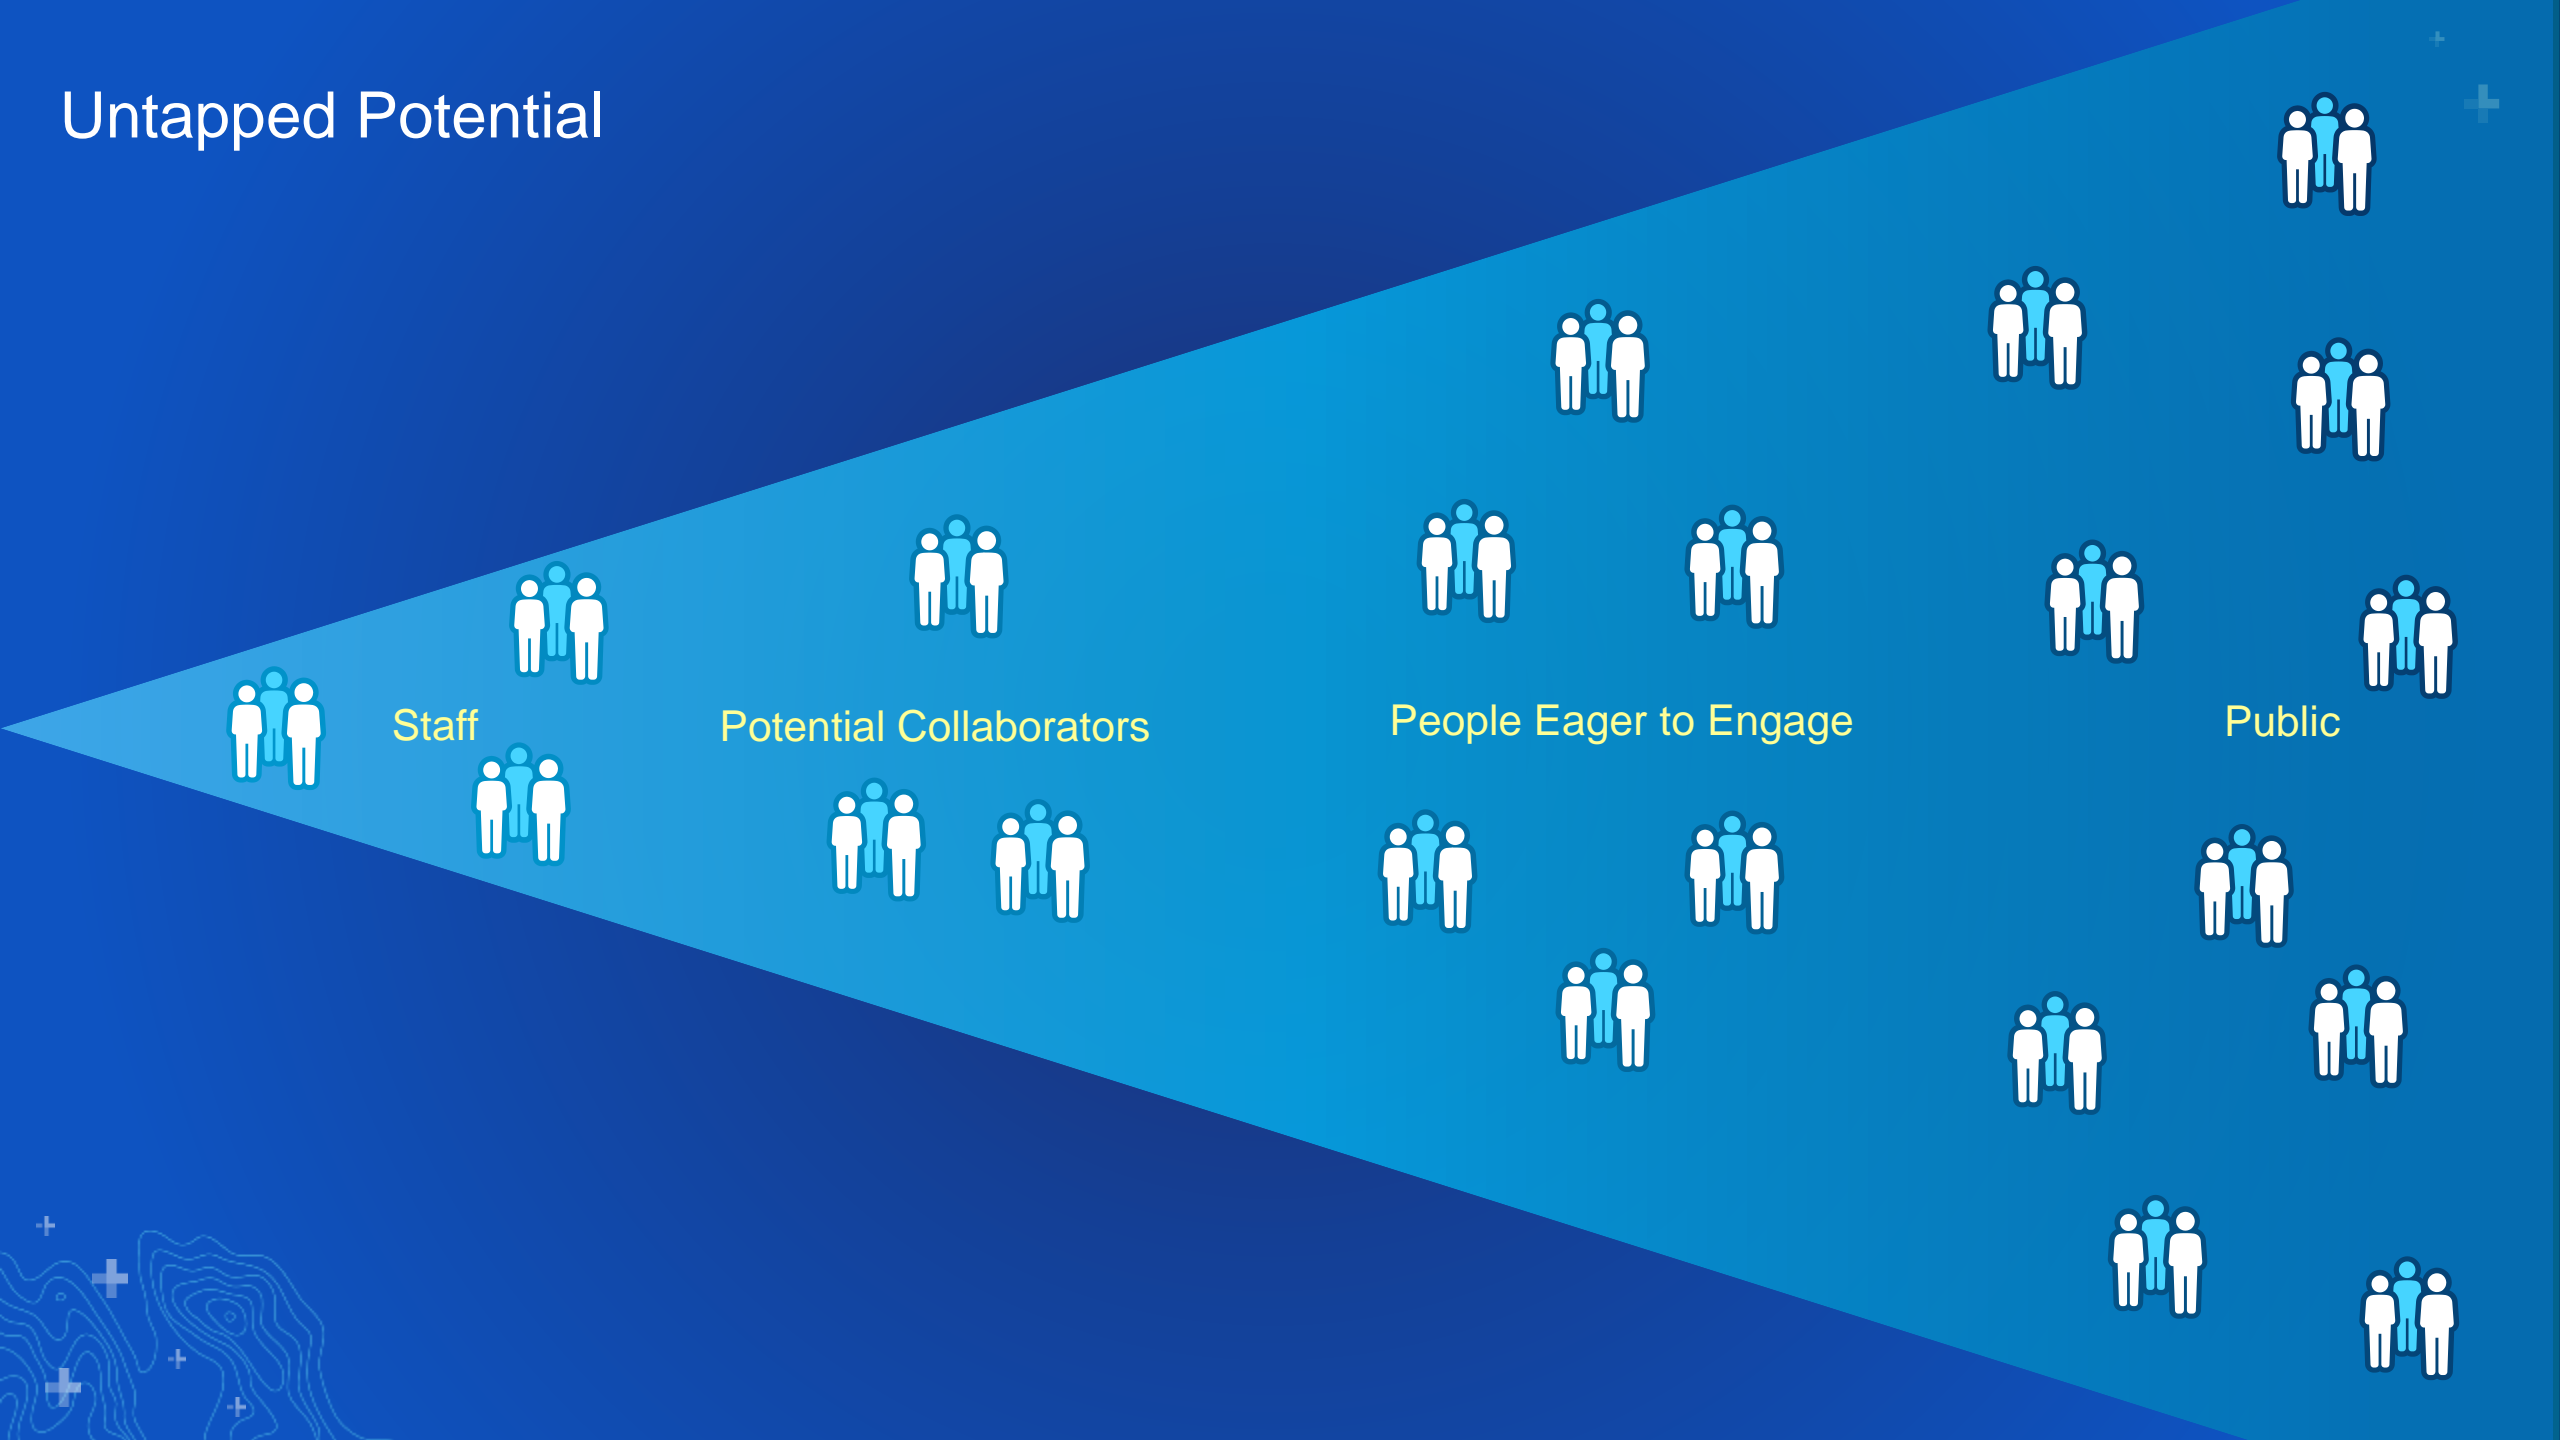 Untapped Potential
Staff
Potential Collaborators
People Eager to Engage
Public